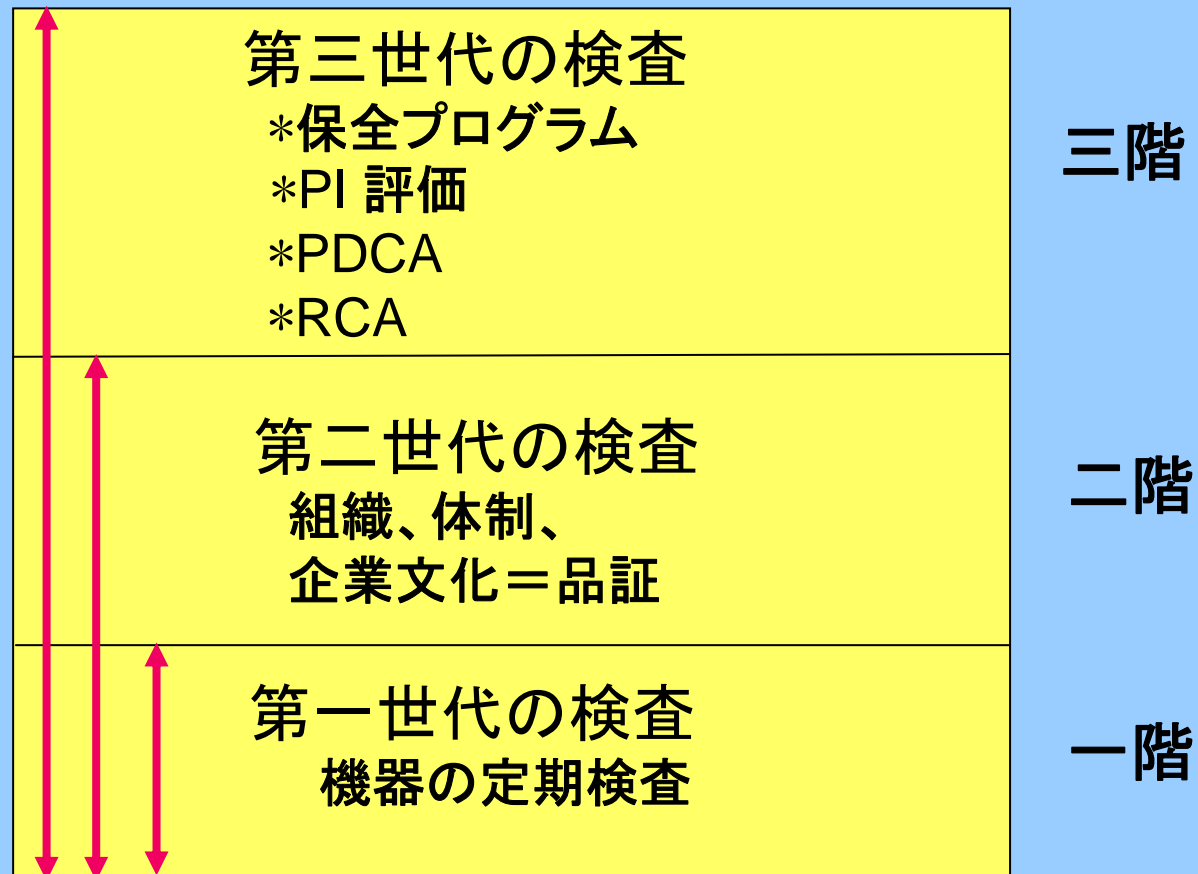 第三世代の検査
*保全プログラム
*PI 評価
*PDCA
*RCA
三階
第二世代の検査
組織、体制、
企業文化＝品証
二階
第一世代の検査
機器の定期検査
一階